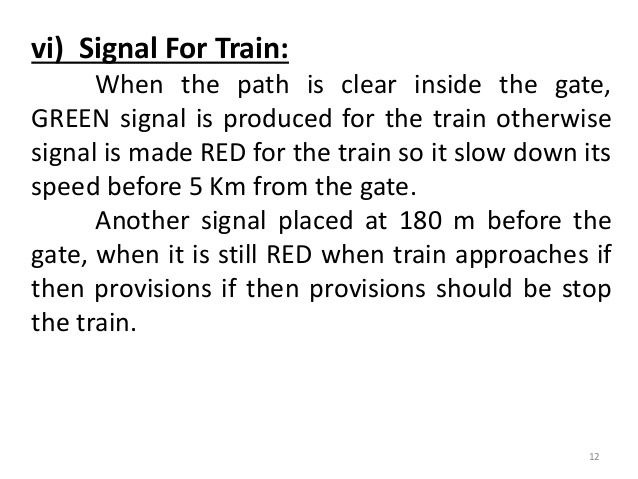 vi) Signal For Train:
When the path is clear inside the gate,
GREEN signal is produced for the train otherwise
signal is made RED for the train so it slow down its
speed before 5 Km from the gate.
Another signal placed at 180 m before the
gate, when it is still RED when train approaches if
then provisions if then provisions should be stop
the train.
12